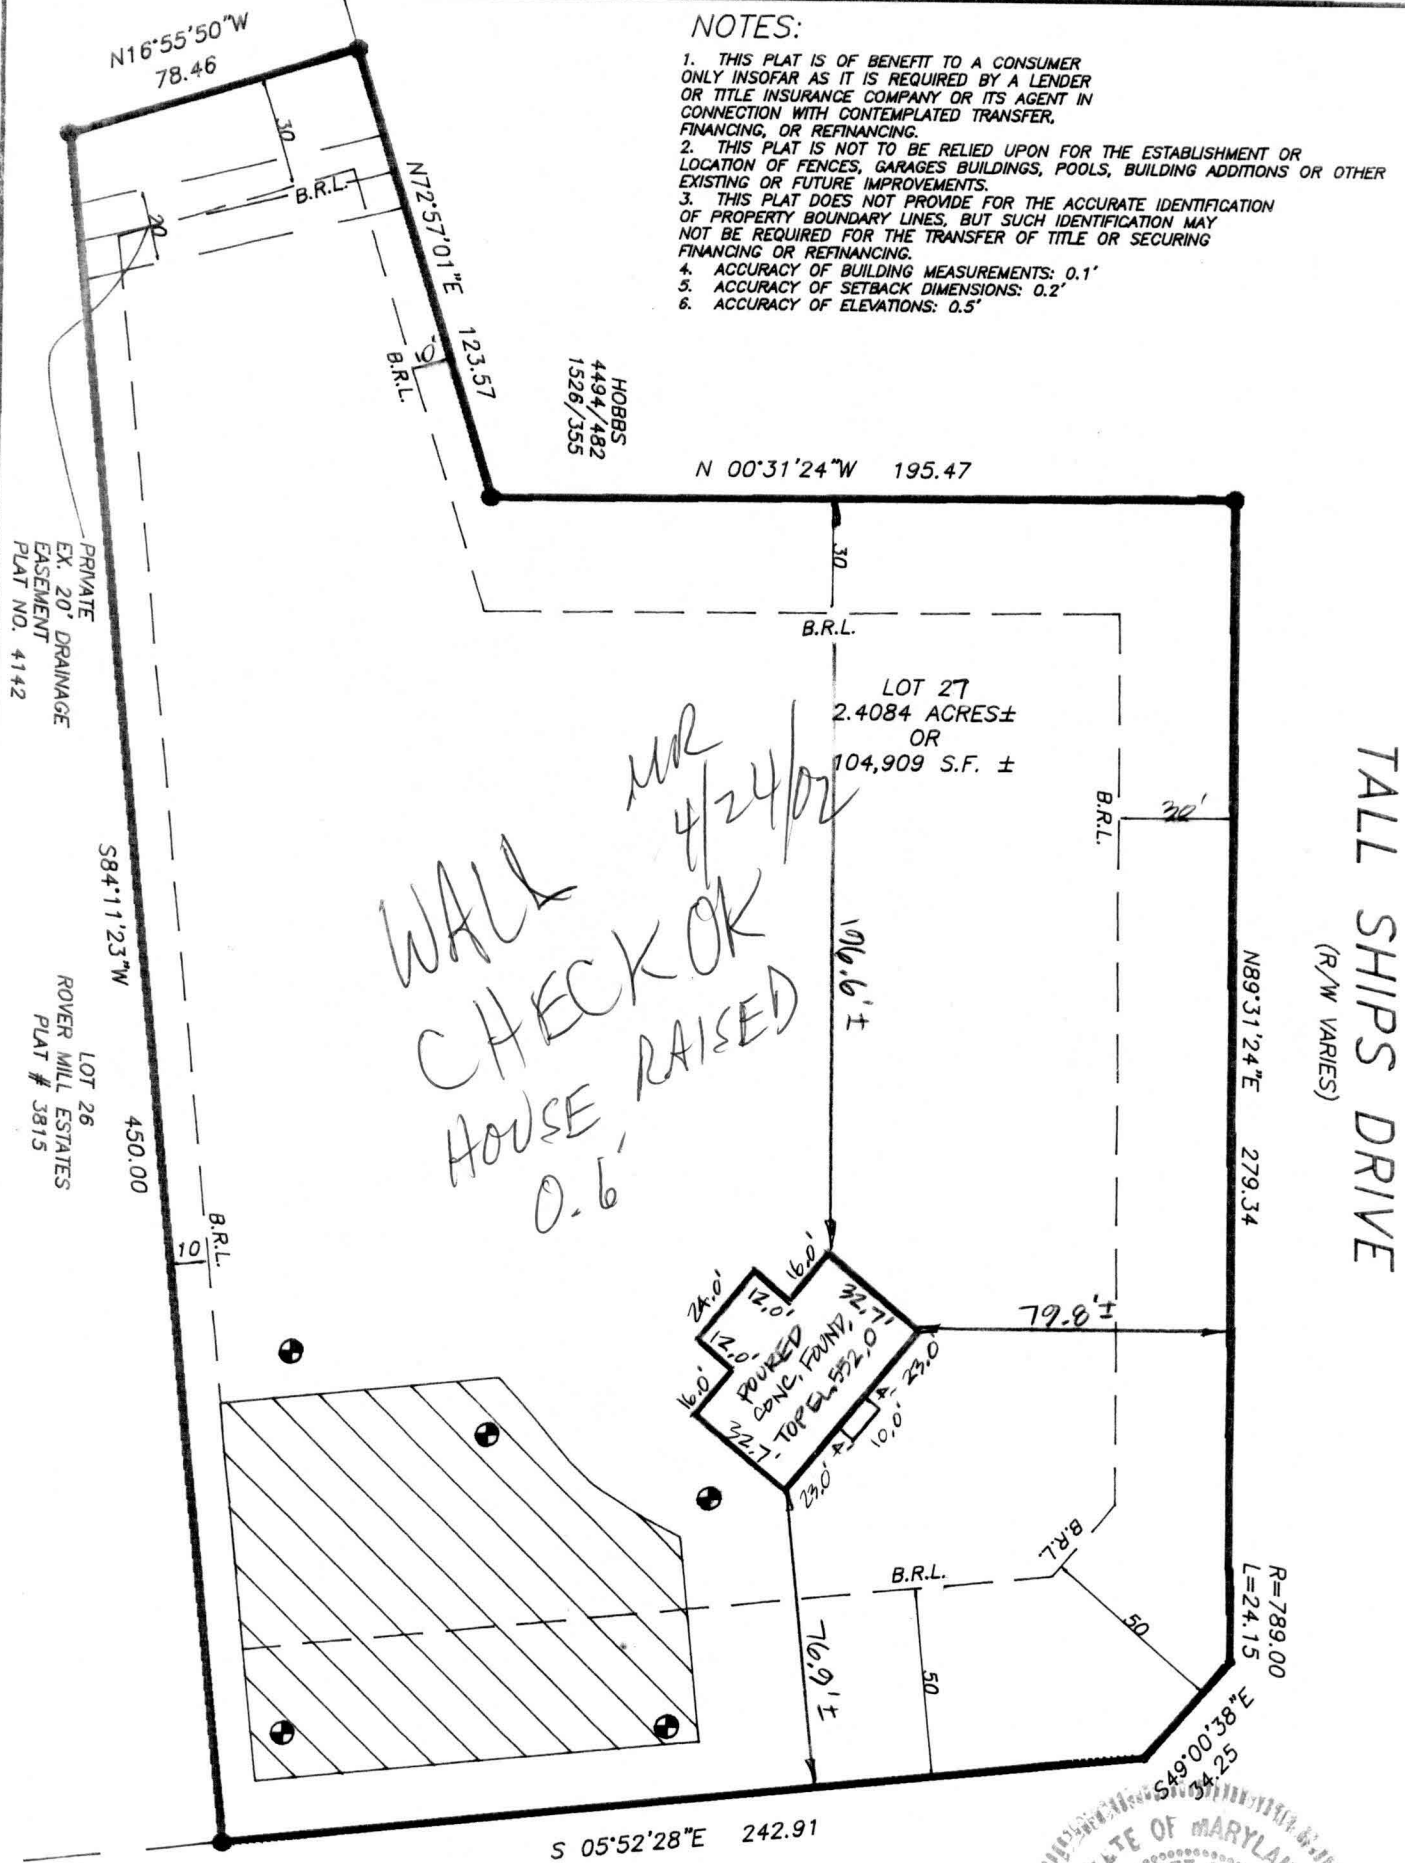 N16°55'50"W
78.46
NOTES:
1. THIS PLAT IS OF BENEFIT TO A CONSUMER
ONLY INSOFAR AS IT IS REQUIRED BY A LENDER
OR TITLE INSURANCE COMPANY OR ITS AGENT IN
CONNECTION WITH CONTEMPLATED TRANSFER,
FINANCING, OR REFINANCING.
2. THIS PLAT IS NOT TO BE RELIED UPON FOR THE ESTABLISHMENT OR
LOCATION OF FENCES, GARAGES BUILDINGS, POOLS, BUILDING ADDITIONS OR OTHER
EXISTING OR FUTURE IMPROVEMENTS.
3. THIS PLAT DOES NOT PROVIDE FOR THE ACCURATE IDENTIFICATION
OF PROPERTY BOUNDARY LINES, BUT SUCH IDENTIFICATION MAY
NOT BE REQUIRED FOR THE TRANSFER OF TITLE OR SECURING
FINANCING OR REFINANCING.
4. ACCURACY OF BUILDING MEASUREMENTS: 0.1'
5. ACCURACY OF SETBACK DIMENSIONS: 0.2'
6. ACCURACY OF ELEVATIONS: 0.5'
30
B.R.L.
20
N72°57'01"E 123.57
10'
B.R.L.
HOBBS
4494/482
1526/355
N 00°31'24"W 195.47
30
B.R.L.
PRIVATE
EX. 20' DRAINAGE
EASEMENT
PLAT NO. 4142
LOT 27
2.4084 ACRES±
OR
104,909 S.F. ±
B.R.L.
30'
TALL SHIPS DRIVE
(R/W VARIES)
MR
4/24/02
WALL
CHECK OK
HOUSE RAISED
0.6'
196.6'±
N89°31'24"E 279.34
S84°11'23"W 450.00
LOT 26
ROVER MILL ESTATES
PLAT # 3815
B.R.L.
10
16.0'
24.0'
12.0'
32.7'
12.0'
POURED
CONC. FOUND,
TOP EL. 552.0
16.0'
32.7'
23.0'
4-
10.0'
4-
23.0'
79.8'±
B.R.L.
B.R.L.
50
50
76.9'±
R=789.00
L=24.15
S49°00'38"E
34.25
S 05°52'28"E 242.91
OF MARYLA